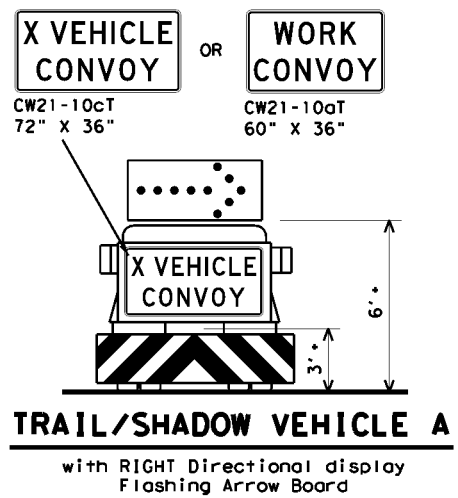 X VEHICLE
CONVOY
OR
WORK
CONVOY
CW21-10cT
72" X 36"
CW21-10aT
60" X 36"
X VEHICLE
CONVOY
6'+
3'+
TRAIL/SHADOW VEHICLE A
with RIGHT Directional display
Flashing Arrow Board